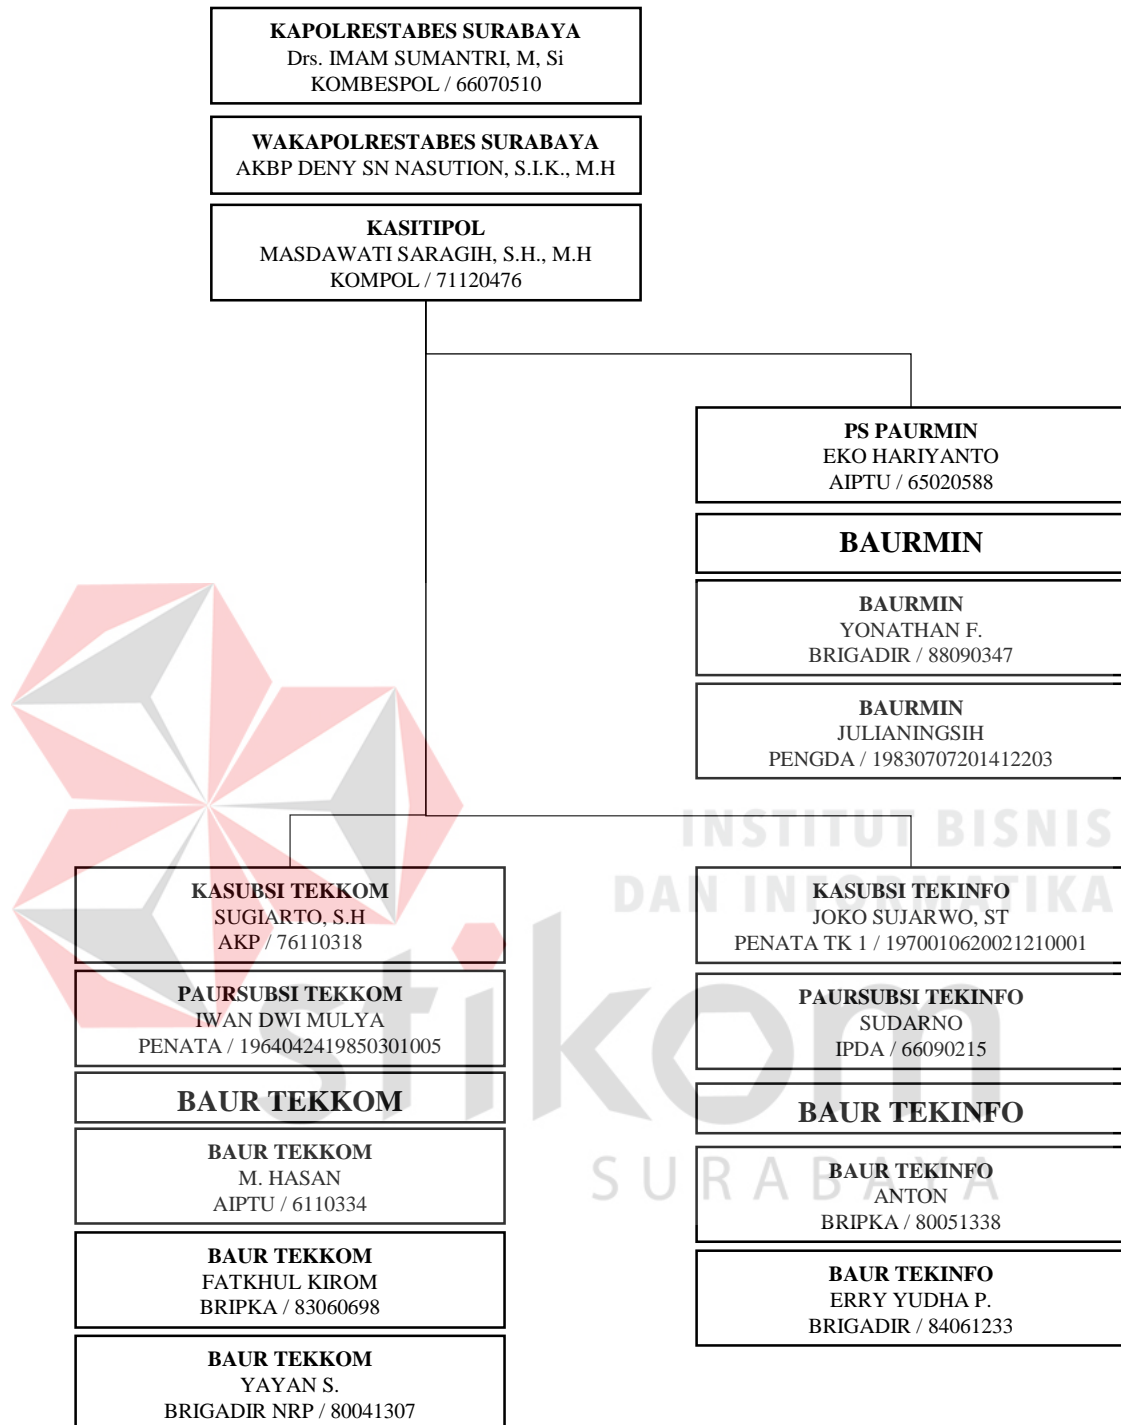 KAPOLRESTABES SURABAYA
Drs. IMAM SUMANTRI, M, Si
KOMBESPOL / 66070510
WAKAPOLRESTABES SURABAYA
AKBP DENY SN NASUTION, S.I.K., M.H
KASITIPOL
MASDAWATI SARAGIH, S.H., M.H
KOMPOL / 71120476
PS PAURMIN
EKO HARIYANTO
AIPTU / 65020588
BAURMIN
BAURMIN
YONATHAN F.
BRIGADIR / 88090347
BAURMIN
JULIANINGSIH
PENGDA / 19830707201412203
INSTITUT BISNIS
DAN INFORMATIKA
stikom
SURABAYA
KASUBSI TEKKOM
SUGIARTO, S.H
AKP / 76110318
PAURSUBSI TEKKOM
IWAN DWI MULYA
PENATA / 1964042419850301005
BAUR TEKKOM
BAUR TEKKOM
M. HASAN
AIPTU / 6110334
BAUR TEKKOM
FATKHUL KIROM
BRIPKA / 83060698
BAUR TEKKOM
YAYAN S.
BRIGADIR NRP / 80041307
KASUBSI TEKINFO
JOKO SUJARWO, ST
PENATA TK 1 / 1970010620021210001
PAURSUBSI TEKINFO
SUDARNO
IPDA / 66090215
BAUR TEKINFO
BAUR TEKINFO
ANTON
BRIPKA / 80051338
BAUR TEKINFO
ERRY YUDHA P.
BRIGADIR / 84061233